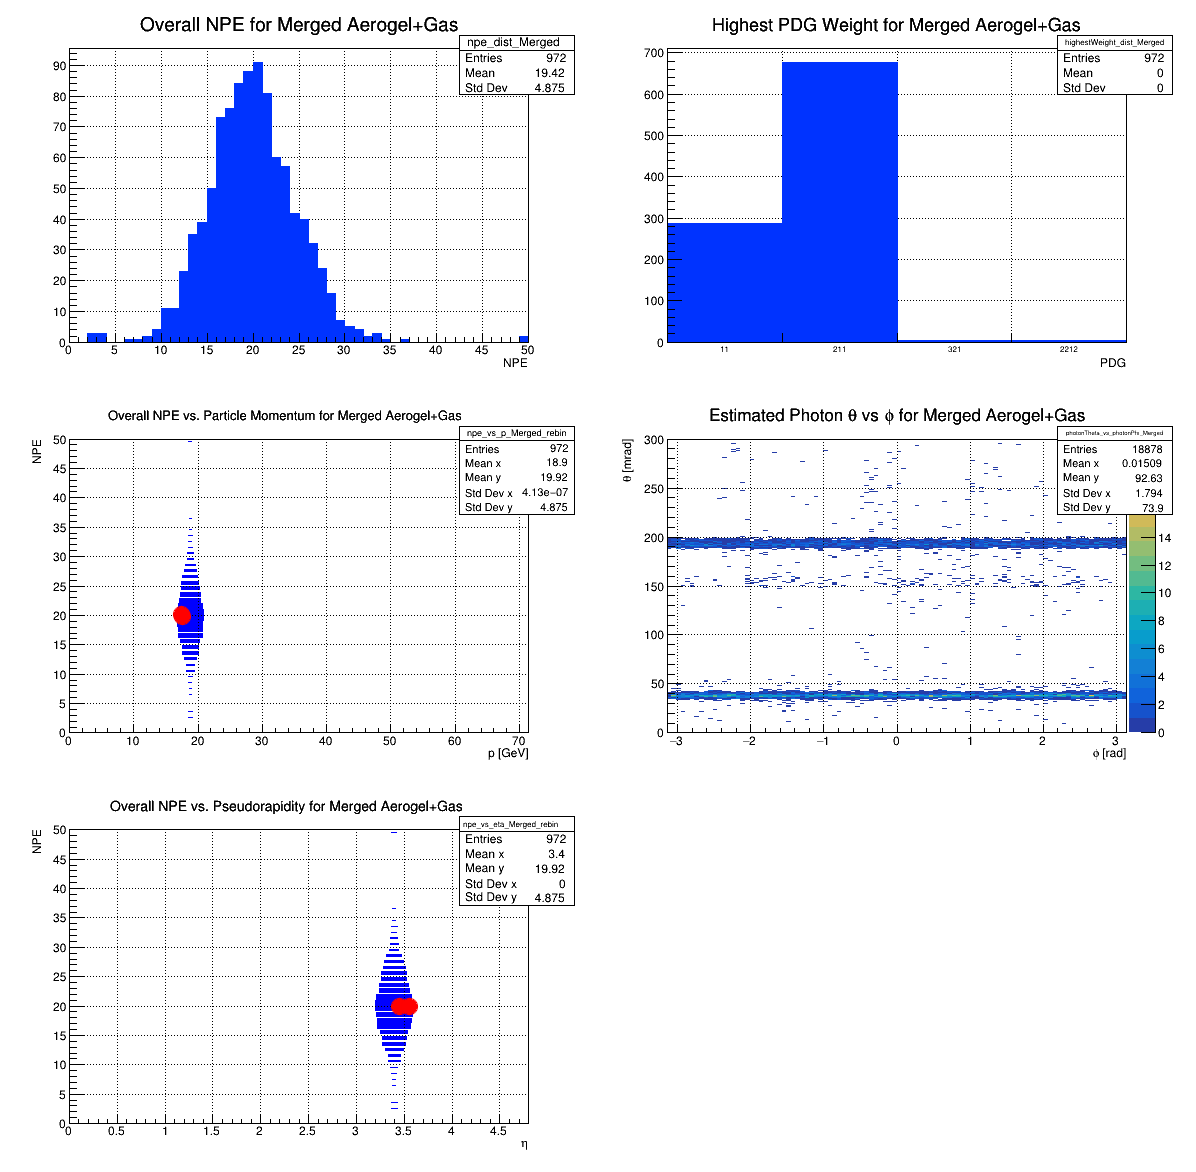 Overall NPE for Merged Aerogel+Gas
npe_dist_Merged
Entries 972
Mean 19.42
Std Dev 4.875
90
80
70
60
50
40
30
20
10
0
0 5 10 15 20 25 30 35 40 45 50
NPE
Highest PDG Weight for Merged Aerogel+Gas
highestWeight_dist_Merged
Entries 972
Mean 0
Std Dev 0
700
600
500
400
300
200
100
0
11 211 321 2212
PDG
Overall NPE vs. Particle Momentum for Merged Aerogel+Gas
npe_vs_p_Merged_rebin
Entries 972
Mean x 18.9
Mean y 19.92
Std Dev x 4.13e−07
Std Dev y 4.875
NPE
50
45
40
35
30
25
20
15
10
5
0
0 10 20 30 40 50 60 70
p [GeV]
Estimated Photon θ vs ϕ for Merged Aerogel+Gas
photonTheta_vs_photonPhi_Merged
Entries 18878
Mean x 0.01509
Mean y 92.63
Std Dev x 1.794
Std Dev y 73.9
θ [mrad]
300
250
200
150
100
50
0
−3 −2 −1 0 1 2 3
ϕ [rad]
14
12
10
8
6
4
2
0
Overall NPE vs. Pseudorapidity for Merged Aerogel+Gas
npe_vs_eta_Merged_rebin
Entries 972
Mean x 3.4
Mean y 19.92
Std Dev x 0
Std Dev y 4.875
NPE
50
45
40
35
30
25
20
15
10
5
0
0 0.5 1 1.5 2 2.5 3 3.5 4 4.5
η